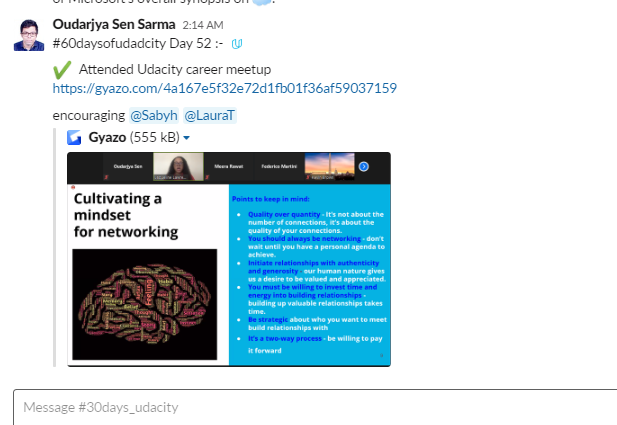 of Microsoft's overall synopsis on
Oudarjya Sen Sarma 2:14 AM
#60daysofudadcity Day 52 :-
Attended Udacity career meetup
https://gyazo.com/4a167e5f32e72d1fb01f36af59037159
encouraging @Sabyh @LauraT
Gyazo (555 kB)
Oudarjya Sen Meera Rawat Federico Martini
Cultivating a
mindset
for networking
Points to keep in mind:
Quality over quantity - It's not about the
number of connections, it's about the
quality of your connections.
You should always be networking - don't
wait until you have a personal agenda to
achieve.
Initiate relationships with authenticity
and generosity - our human nature gives
us a desire to be valued and appreciated.
You must be willing to invest time and
energy into building relationships -
building up valuable relationships takes
time.
Be strategic about who you want to meet
build relationships with
It's a two-way process - be willing to pay
it forward
Feeling
Message #30days_udacity